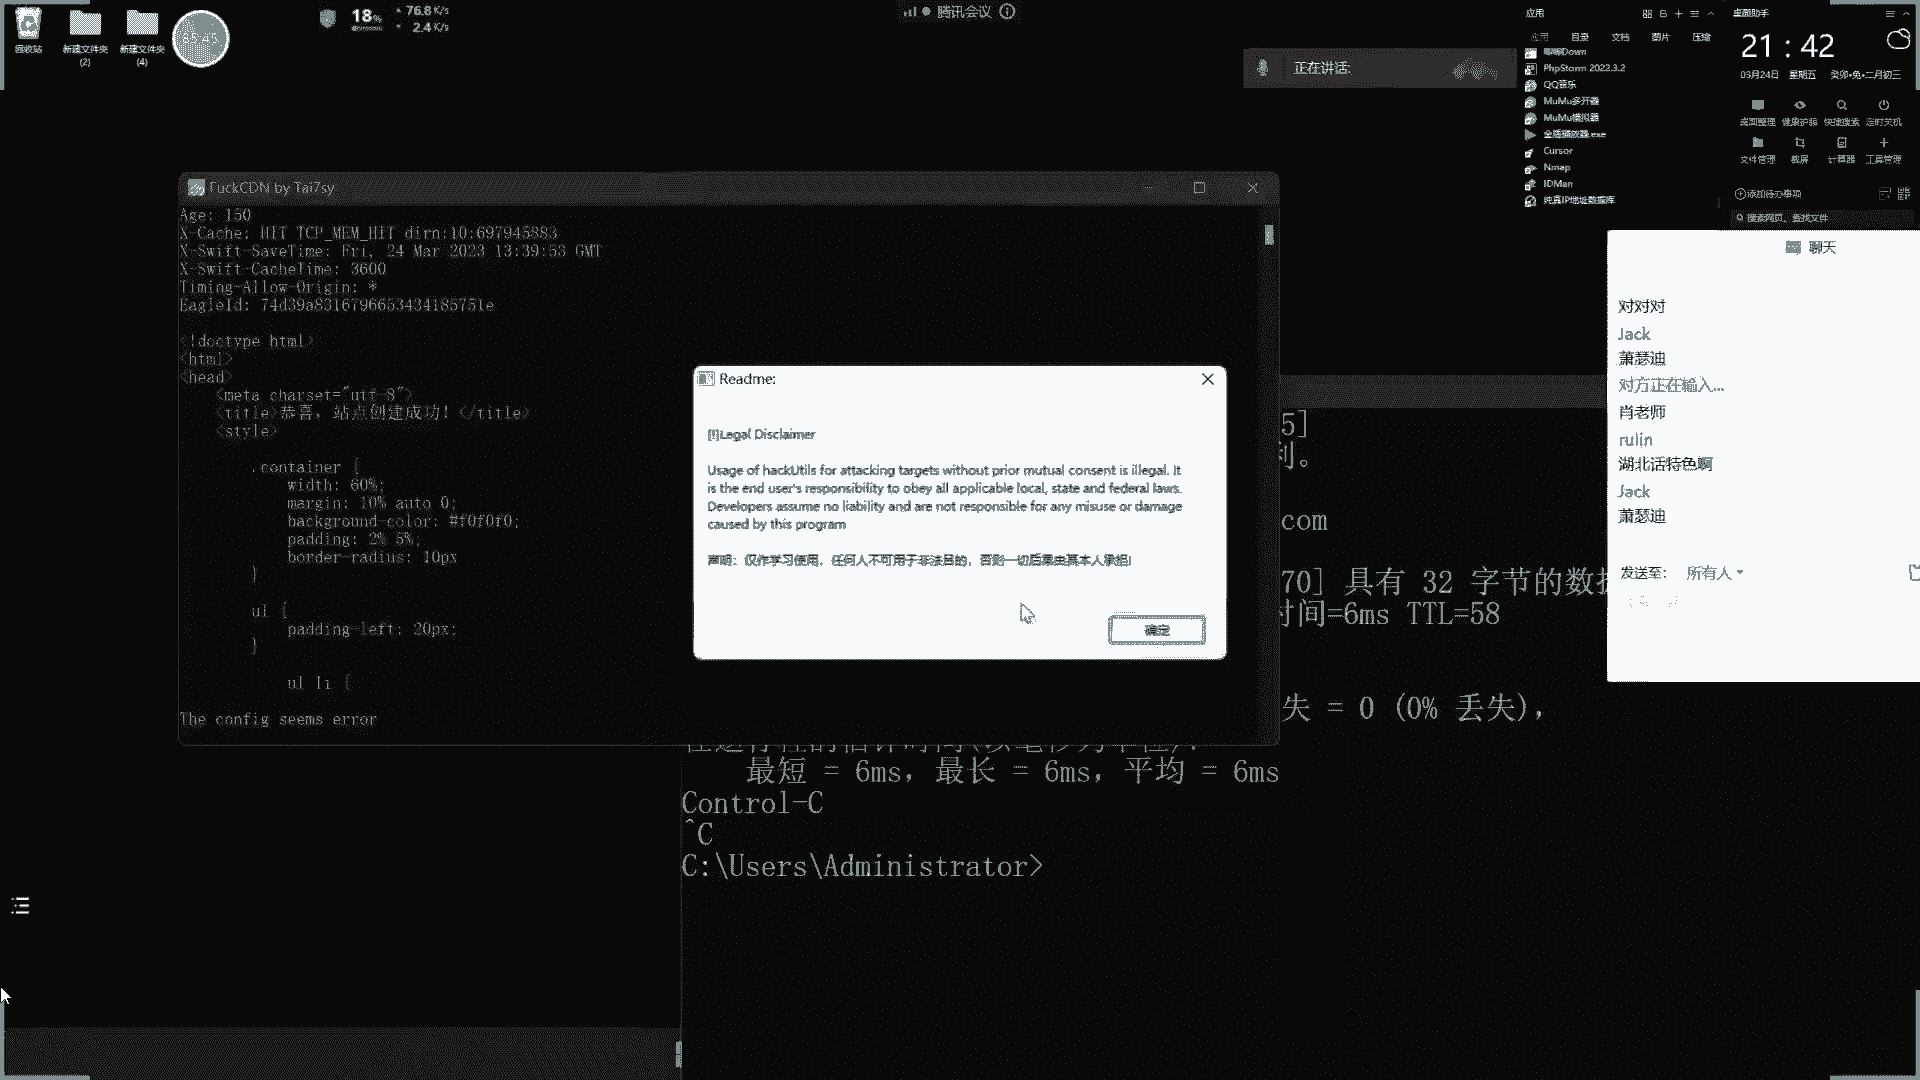 回收站
新建文件夹
(2)
新建文件夹
(4)
85:45
18%
76.8 K/s
2.4 K/s
腾讯会议
正在讲话:
应用
应用
目录
文档
图片
压缩
PhpStorm 2022.3.2
QQ音乐
MuMu多开器
MuMu模拟器
全盾播放器.exe
Cursor
Nmap
IDMan
纯真IP地址数据库
桌面助手
21 : 42
03月24日 星期五 癸卯•兔•二月初三
桌面整理 健康护眼 快捷搜索 定时关机
文件管理 截屏 计算器 工具管理
添加待办事项
搜索网页、查找文件
FuckCDN by Tai7sy
Age: 150
X-Cache: HIT TCP_MEM_HIT dirn:10:697945883
X-Swift-SaveTime: Fri, 24 Mar 2023 13:39:53 GMT
X-Swift-CacheTime: 3600
Timing-Allow-Origin: *
EagleId: 74d39a8316796653434185751e
<!doctype html>
<html>
<head>
<meta charset="utf-8">
<title>恭喜，站点创建成功！</title>
<style>
.container {
width: 60%;
margin: 10% auto 0;
background-color: #f0f0f0;
padding: 2% 5%;
border-radius: 10px
}
ul {
padding-left: 20px;
}
ul li {
The config seems error
Readme:
[!]Legal Disclaimer
Usage of hackUtils for attacking targets without prior mutual consent is illegal. It
is the end user's responsibility to obey all applicable local, state and federal laws.
Developers assume no liability and are not responsible for any misuse or damage
caused by this program
声明：仅作学习使用，任何人不可用于非法目的，否则一切后果由其本人承担!
确定
5]
利。
com
70] 具有 32 字节的数据
时间=6ms TTL=58
失 = 0 (0% 丢失)，
最短 = 6ms，最长 = 6ms，平均 = 6ms
Control-C
^C
C:\Users\Administrator>
聊天
对对对
Jack
萧瑟迪
对方正在输入...
肖老师
rulin
湖北话特色啊
Jack
萧瑟迪
发送至: 所有人